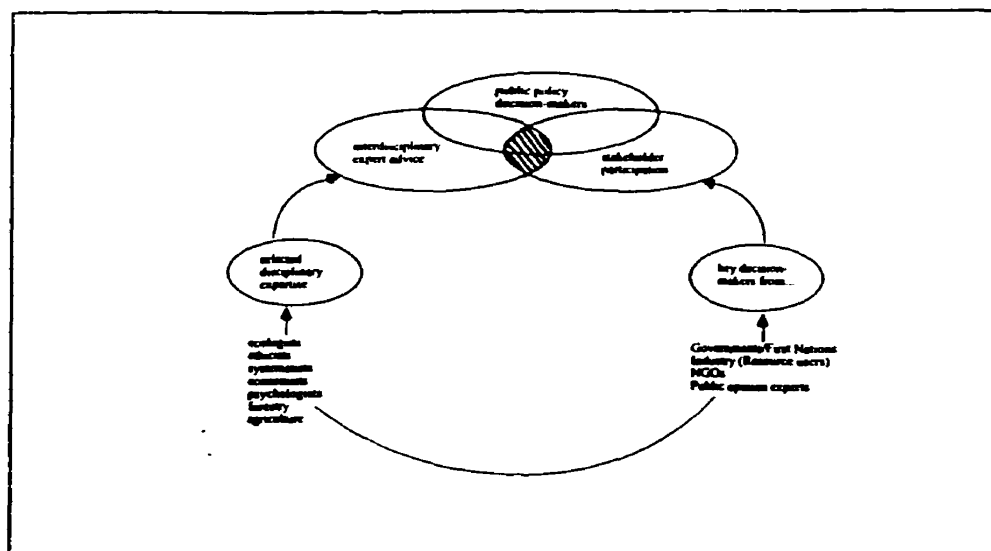 public policy
decision-makers
interdisciplinary
expert advice
stakeholder
participation
selected
disciplinary
expertise
key decision-
makers from...
ecologists
ethicists
systematists
economists
psychologists
forestry
agriculture
Governments/First Nations
Industry (Resource users)
NGOs
Public opinion experts